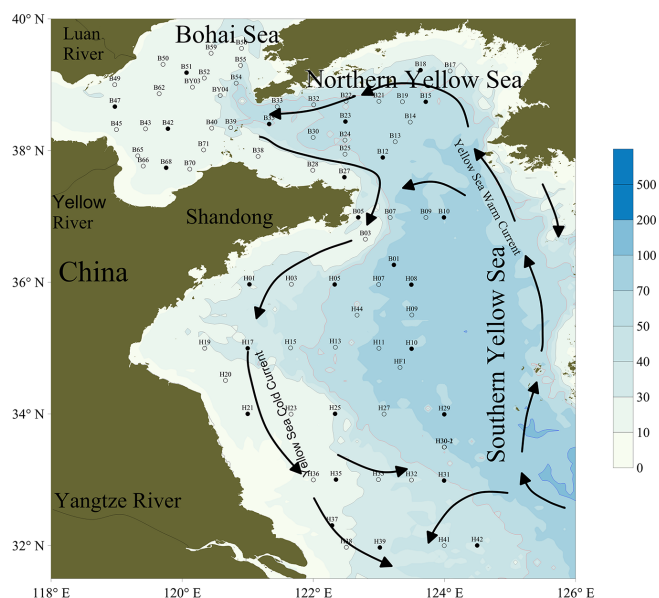 40° N
38° N
36° N
34° N
32° N
118° E
120° E
122° E
124° E
126° E
Luan
River
Bohai Sea
Northern Yellow Sea
Yellow
River
Shandong
China
Yangtze River
Southern Yellow Sea
Yellow Sea Warm Current
Yellow Sea Cold Current
500
200
100
70
50
30
10
0
B50
B59
B56
B51
B55
B49
BY03
B52
B54
B62
BY04
B47
B45
B43
B42
B40
B39
B65
B66
B68
B70
B71
B38
B33
B32
B22
B21
B19
B18
B17
B15
B14
B23
B30
B24
B13
B25
B12
B28
B27
B05
B07
B09
B10
B03
B01
H01
H03
H05
H07
H08
H44
H09
H19
H17
H15
H13
H11
H10
HF1
H20
H21
H23
H25
H27
H29
H30-2
H36
H35
H33
H32
H31
H37
H38
H39
H41
H42